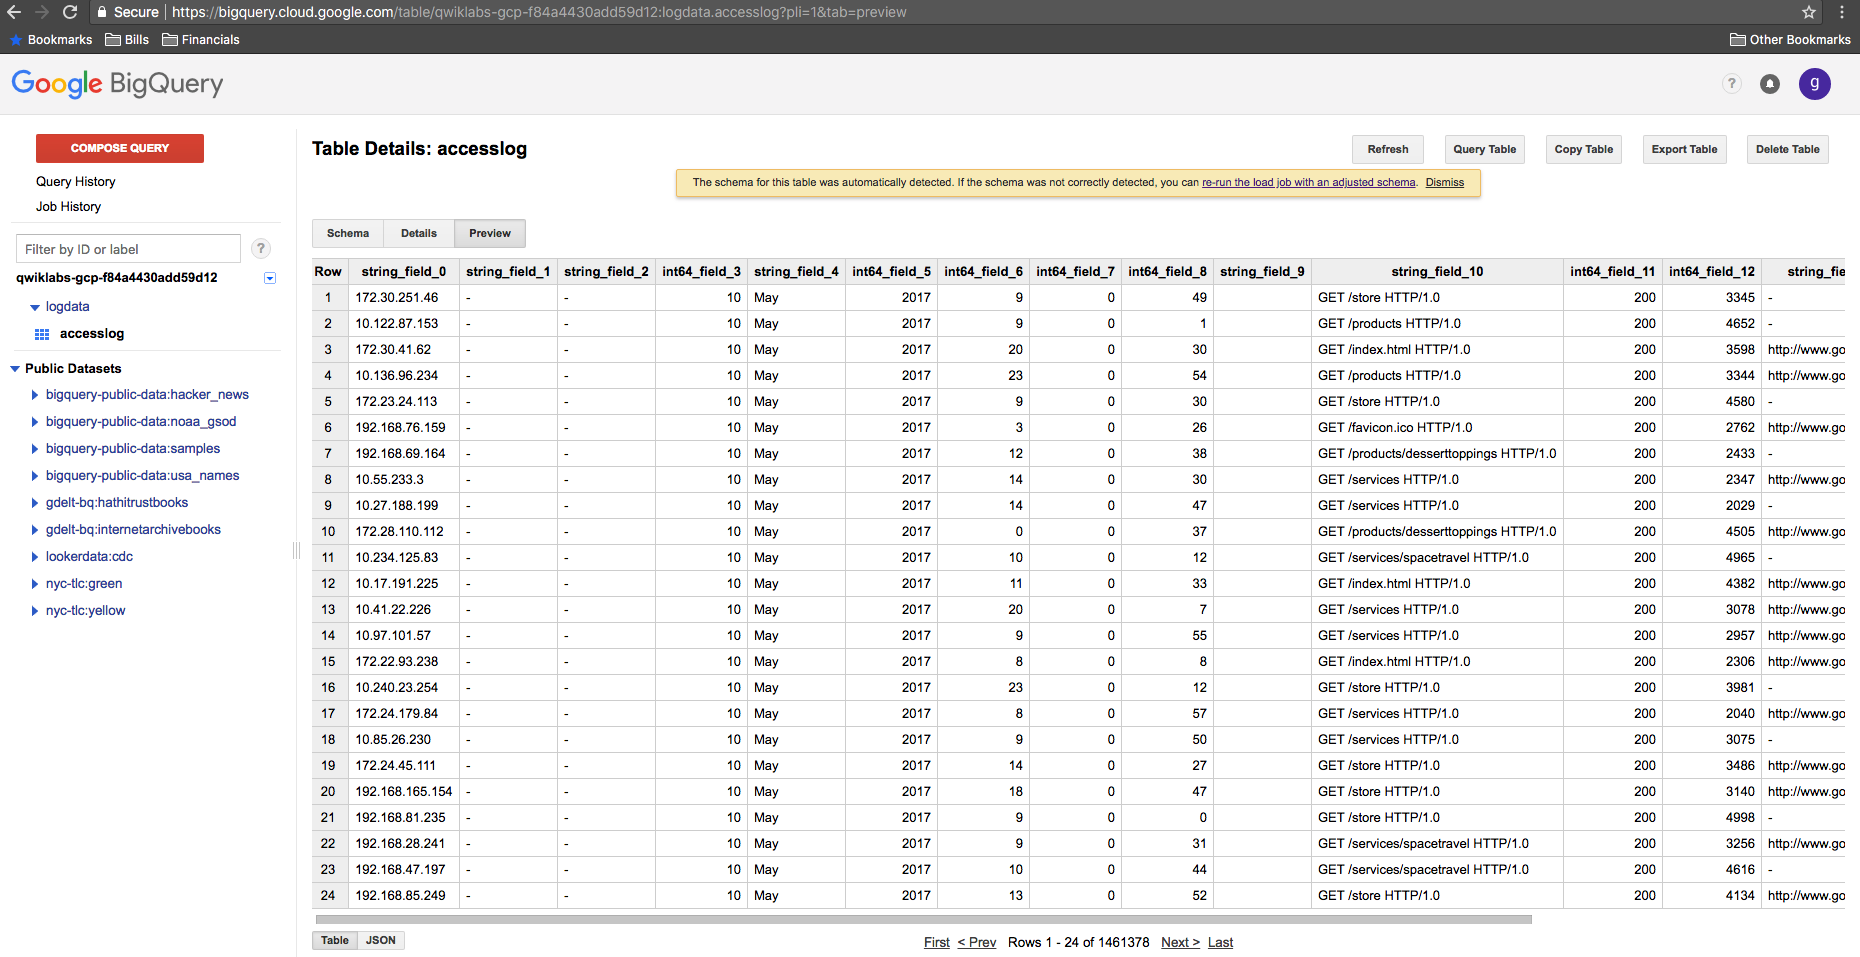 Secure https://bigquery.cloud.google.com/table/qwiklabs-gcp-f84a4430add59d12:logdata.accesslog?pli=1&tab=preview
Bookmarks Bills Financials Other Bookmarks
Google BigQuery ? g
COMPOSE QUERY
Query History
Job History
Filter by ID or label ?
qwiklabs-gcp-f84a4430add59d12
logdata
accesslog
Public Datasets
bigquery-public-data:hacker_news
bigquery-public-data:noaa_gsod
bigquery-public-data:samples
bigquery-public-data:usa_names
gdelt-bq:hathitrustbooks
gdelt-bq:internetarchivebooks
lookerdata:cdc
nyc-tlc:green
nyc-tlc:yellow
Table Details: accesslog Refresh Query Table Copy Table Export Table Delete Table
The schema for this table was automatically detected. If the schema was not correctly detected, you can re-run the load job with an adjusted schema. Dismiss
Schema Details Preview
Row string_field_0 string_field_1 string_field_2 int64_field_3 string_field_4 int64_field_5 int64_field_6 int64_field_7 int64_field_8 string_field_9 string_field_10 int64_field_11 int64_field_12 string_fie
1 172.30.251.46 - - 10 May 2017 9 0 49 GET /store HTTP/1.0 200 3345 -
2 10.122.87.153 - - 10 May 2017 9 0 1 GET /products HTTP/1.0 200 4652 -
3 172.30.41.62 - - 10 May 2017 20 0 30 GET /index.html HTTP/1.0 200 3598 http://www.go
4 10.136.96.234 - - 10 May 2017 23 0 54 GET /products HTTP/1.0 200 3344 http://www.go
5 172.23.24.113 - - 10 May 2017 9 0 30 GET /store HTTP/1.0 200 4580 -
6 192.168.76.159 - - 10 May 2017 3 0 26 GET /favicon.ico HTTP/1.0 200 2762 http://www.go
7 192.168.69.164 - - 10 May 2017 12 0 38 GET /products/desserttoppings HTTP/1.0 200 2433 -
8 10.55.233.3 - - 10 May 2017 14 0 30 GET /services HTTP/1.0 200 2347 http://www.go
9 10.27.188.199 - - 10 May 2017 14 0 47 GET /services HTTP/1.0 200 2029 -
10 172.28.110.112 - - 10 May 2017 0 0 37 GET /products/desserttoppings HTTP/1.0 200 4505 http://www.go
11 10.234.125.83 - - 10 May 2017 10 0 12 GET /services/spacetravel HTTP/1.0 200 4965 -
12 10.17.191.225 - - 10 May 2017 11 0 33 GET /index.html HTTP/1.0 200 4382 http://www.go
13 10.41.22.226 - - 10 May 2017 20 0 7 GET /services HTTP/1.0 200 3078 http://www.go
14 10.97.101.57 - - 10 May 2017 9 0 55 GET /services HTTP/1.0 200 2957 http://www.go
15 172.22.93.238 - - 10 May 2017 8 0 8 GET /index.html HTTP/1.0 200 2306 http://www.go
16 10.240.23.254 - - 10 May 2017 23 0 12 GET /store HTTP/1.0 200 3981 -
17 172.24.179.84 - - 10 May 2017 8 0 57 GET /services HTTP/1.0 200 2040 http://www.go
18 10.85.26.230 - - 10 May 2017 9 0 50 GET /services HTTP/1.0 200 3075 -
19 172.24.45.111 - - 10 May 2017 14 0 27 GET /store HTTP/1.0 200 3486 http://www.go
20 192.168.165.154 - - 10 May 2017 18 0 47 GET /store HTTP/1.0 200 3140 http://www.go
21 192.168.81.235 - - 10 May 2017 9 0 0 GET /store HTTP/1.0 200 4998 -
22 192.168.28.241 - - 10 May 2017 9 0 31 GET /services/spacetravel HTTP/1.0 200 3256 http://www.go
23 192.168.47.197 - - 10 May 2017 10 0 44 GET /services/spacetravel HTTP/1.0 200 4616 -
24 192.168.85.249 - - 10 May 2017 13 0 52 GET /store HTTP/1.0 200 4134 http://www.go
Table JSON First < Prev Rows 1 - 24 of 1461378 Next > Last